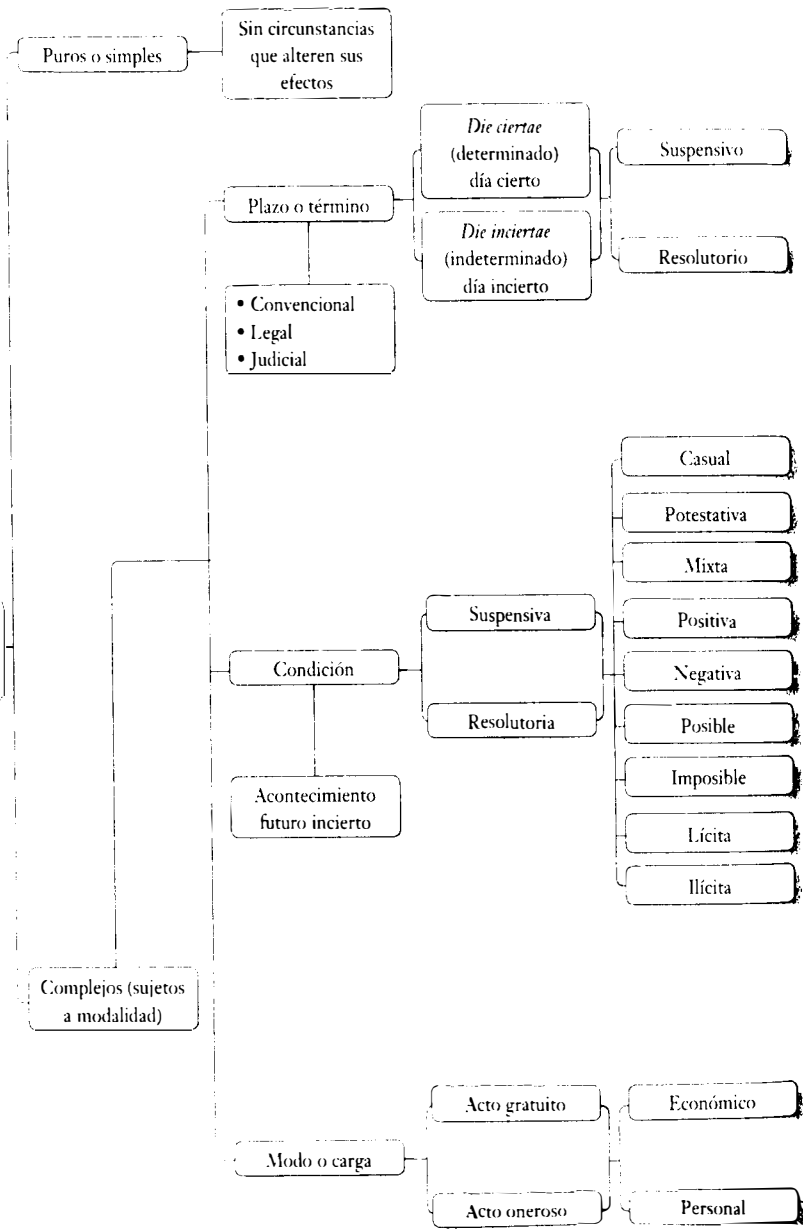 Puros o simples
Sin circunstancias
que alteren sus
efectos
Plazo o término
• Convencional
• Legal
• Judicial
Die ciertae
(determinado)
día cierto
Die inciertae
(indeterminado)
día incierto
Suspensivo
Resolutorio
Condición
Acontecimiento
futuro incierto
Suspensiva
Resolutoria
Casual
Potestativa
Mixta
Positiva
Negativa
Posible
Imposible
Lícita
Ilícita
Complejos (sujetos
a modalidad)
Modo o carga
Acto gratuito
Acto oneroso
Económico
Personal